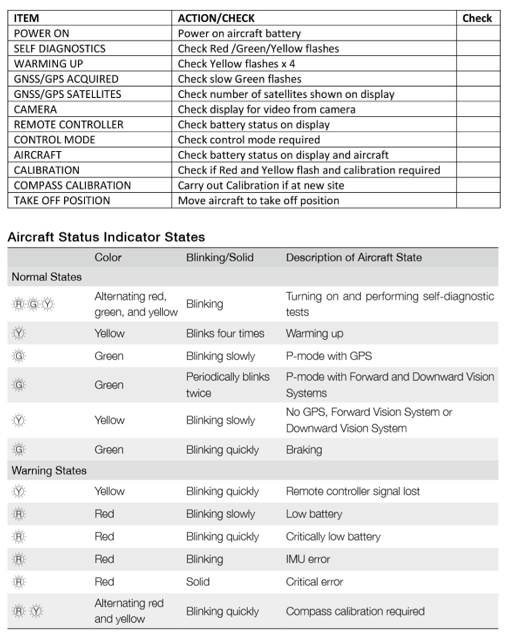 ITEM ACTION/CHECK Check
POWER ON Power on aircraft battery
SELF DIAGNOSTICS Check Red /Green/Yellow flashes
WARMING UP Check Yellow flashes x 4
GNSS/GPS ACQUIRED Check slow Green flashes
GNSS/GPS SATELLITES Check number of satellites shown on display
CAMERA Check display for video from camera
REMOTE CONTROLLER Check battery status on display
CONTROL MODE Check control mode required
AIRCRAFT Check battery status on display and aircraft
CALIBRATION Check if Red and Yellow flash and calibration required
COMPASS CALIBRATION Carry out Calibration if at new site
TAKE OFF POSITION Move aircraft to take off position
Aircraft Status Indicator States
Color Blinking/Solid Description of Aircraft State
Normal States
R G Y Alternating red, green, and yellow Blinking Turning on and performing self-diagnostic tests
Y Yellow Blinks four times Warming up
G Green Blinking slowly P-mode with GPS
G Green Periodically blinks twice P-mode with Forward and Downward Vision Systems
Y Yellow Blinking slowly No GPS, Forward Vision System or Downward Vision System
G Green Blinking quickly Braking
Warning States
Y Yellow Blinking quickly Remote controller signal lost
R Red Blinking slowly Low battery
R Red Blinking quickly Critically low battery
R Red Blinking IMU error
R Red Solid Critical error
R Y Alternating red and yellow Blinking quickly Compass calibration required